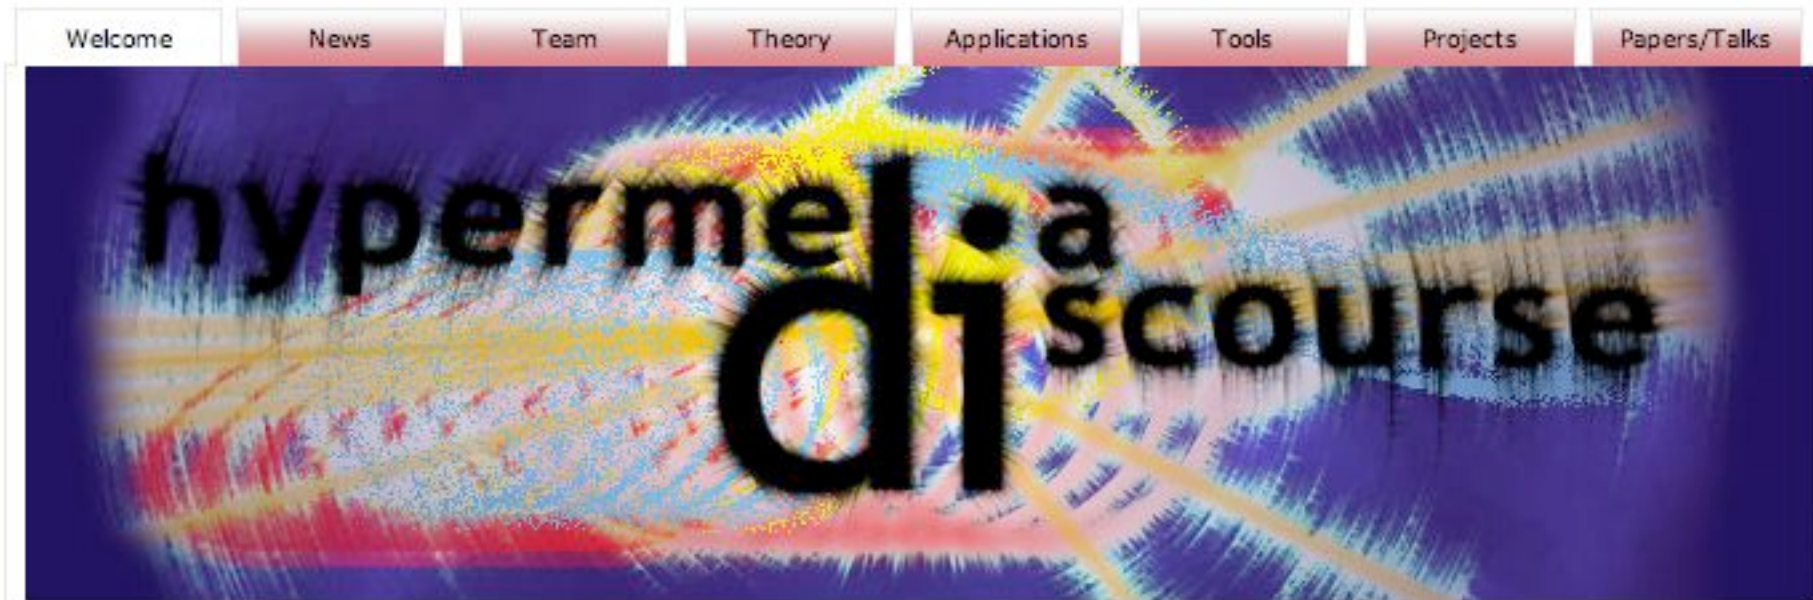 Welcome News Team Theory Applications Tools Projects Papers/Talks
hypermedia
discourse